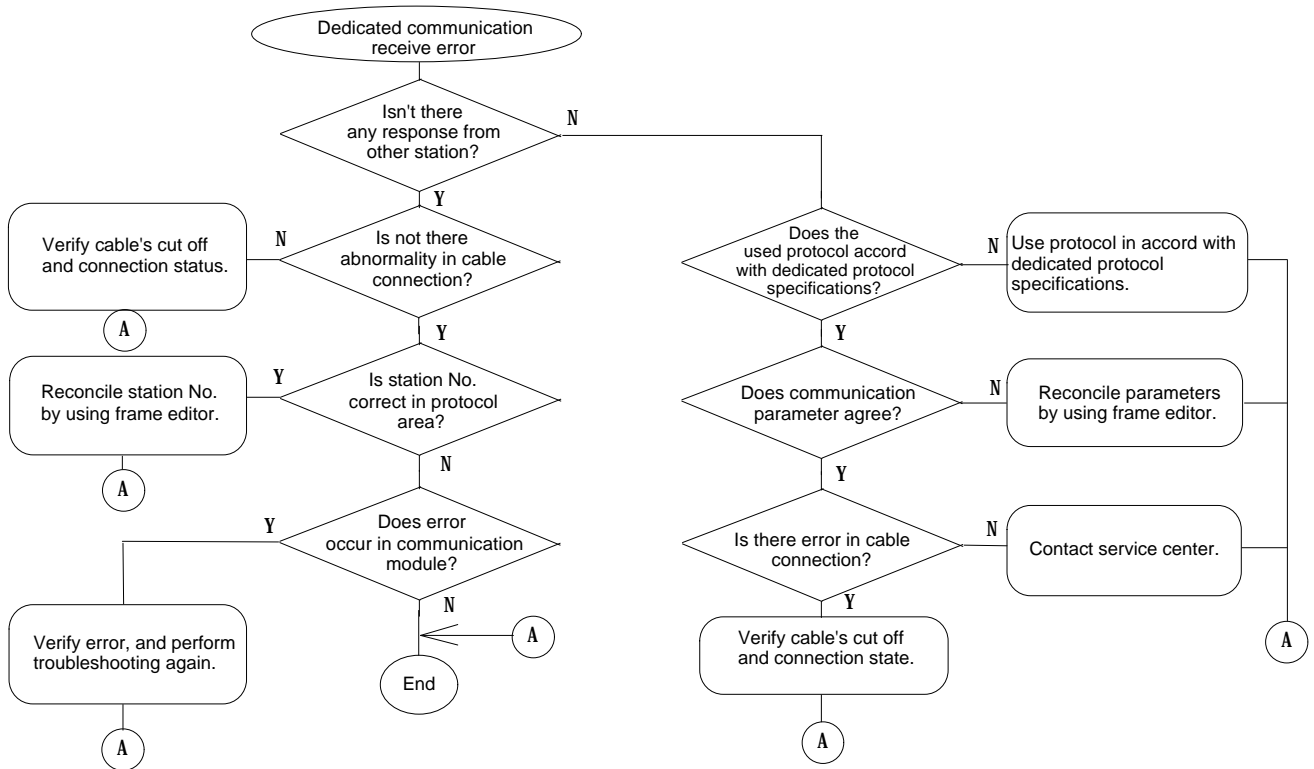 Dedicated communication
receive error
Isn't there
any response from
other station?
N
Y
Verify cable's cut off
and connection status.
N
Is not there
abnormality in cable
connection?
Does the
used protocol accord
with dedicated protocol
specifications?
N
Use protocol in accord with
dedicated protocol
specifications.
A
Y
Y
Reconcile station No.
by using frame editor.
Y
Is station No.
correct in protocol
area?
Does communication
parameter agree?
N
Reconcile parameters
by using frame editor.
A
N
Y
Y
Does error
occur in communication
module?
Is there error in cable
connection?
N
Contact service center.
N
Y
Verify error, and perform
troubleshooting again.
A
Verify cable's cut off
and connection state.
A
End
A
A